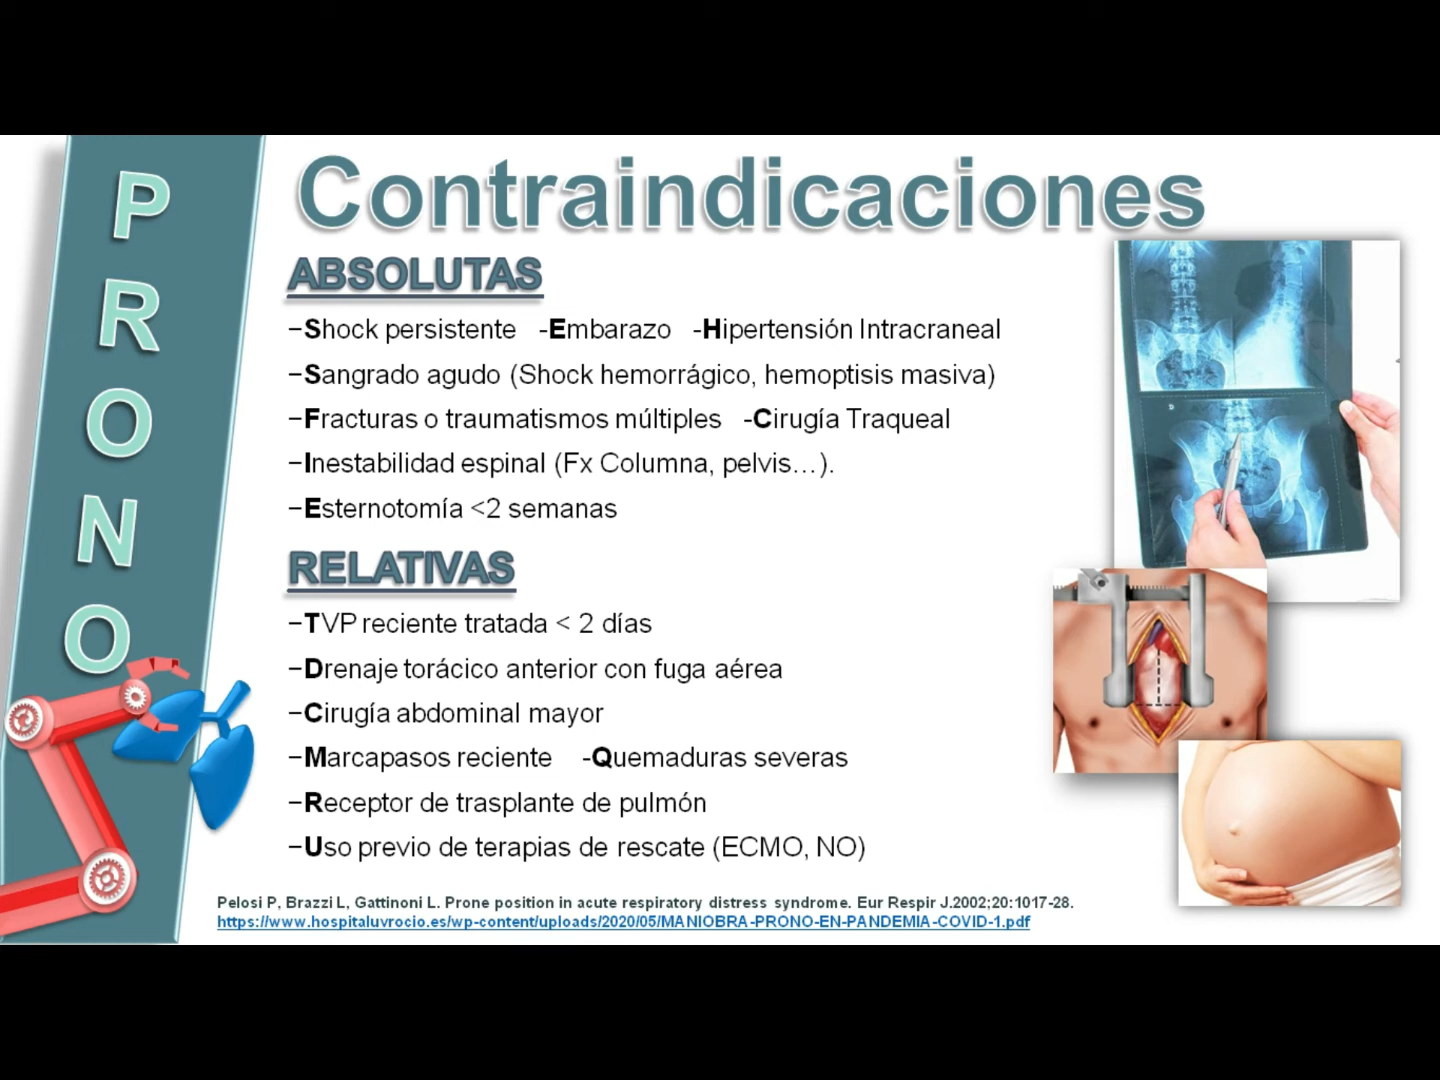 PRONO
Contraindicaciones
ABSOLUTAS
−Shock persistente -Embarazo -Hipertensión Intracraneal
−Sangrado agudo (Shock hemorrágico, hemoptisis masiva)
−Fracturas o traumatismos múltiples -Cirugía Traqueal
−Inestabilidad espinal (Fx Columna, pelvis…).
−Esternotomía <2 semanas
RELATIVAS
−TVP reciente tratada < 2 días
−Drenaje torácico anterior con fuga aérea
−Cirugía abdominal mayor
−Marcapasos reciente -Quemaduras severas
−Receptor de trasplante de pulmón
−Uso previo de terapias de rescate (ECMO, NO)
Pelosi P, Brazzi L, Gattinoni L. Prone position in acute respiratory distress syndrome. Eur Respir J.2002;20:1017-28.
https://www.hospitaluvrocio.es/wp-content/uploads/2020/05/MANIOBRA-PRONO-EN-PANDEMIA-COVID-1.pdf